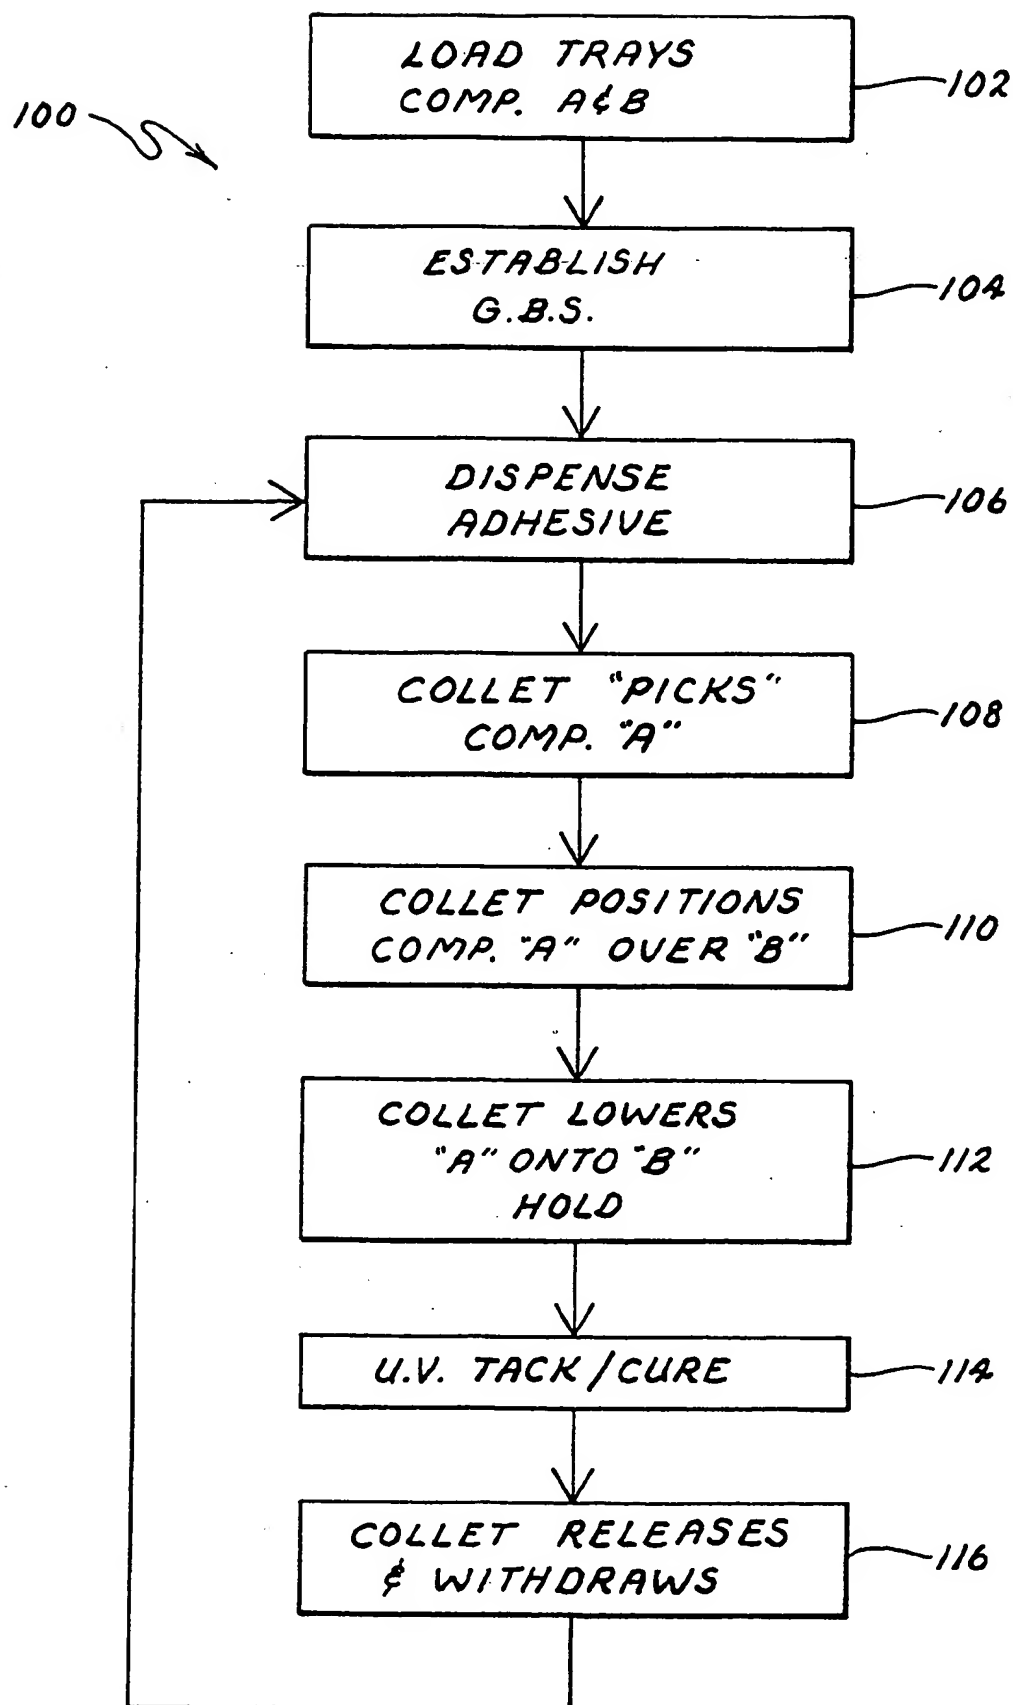 LOAD TRAYS
COMP. A & B
102
100
ESTABLISH
G.B.S.
104
DISPENSE
ADHESIVE
106
COLLET "PICKS"
COMP. "A"
108
COLLET POSITIONS
COMP. "A" OVER "B"
110
COLLET LOWERS
"A" ONTO "B"
HOLD
112
U.V. TACK/CURE
114
COLLET RELEASES
& WITHDRAWS
116